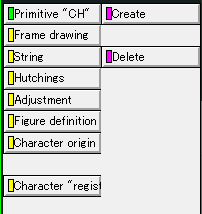 Primitive "CH" Create
Frame drawing
String Delete
Hutchings
Adjustment
Figure definition
Character origin
Character "regist